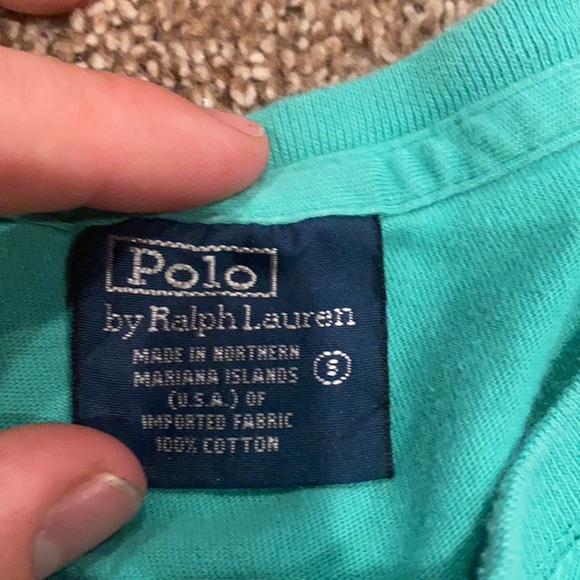 Polo
by Ralph Lauren
MADE IN NORTHERN
MARIANA ISLANDS
(U.S.A.) OF
IMPORTED FABRIC
100% COTTON
S